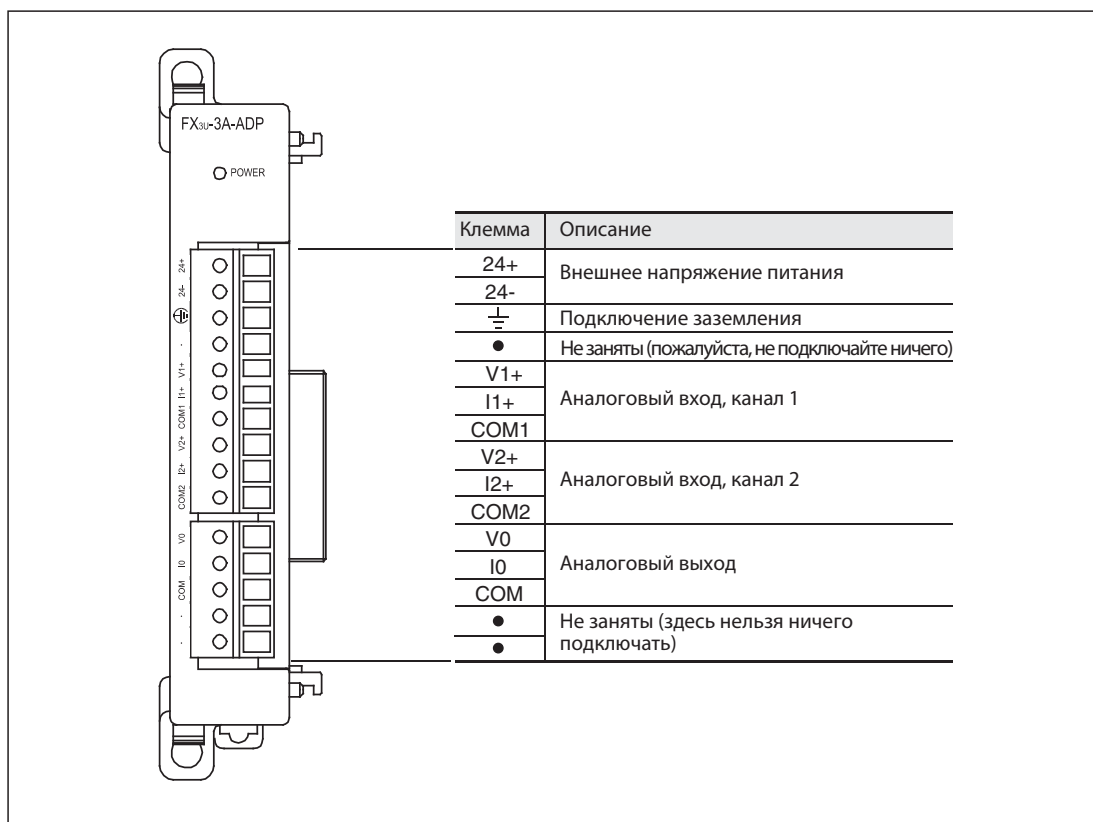 FX3U-3A-ADP
POWER
24+
24-
-
V1+
I1+
COM1
V2+
I2+
COM2
V0
I0
COM
-
-
Клемма Описание
24+
24-
Внешнее напряжение питания
Подключение заземления
● Не заняты (пожалуйста, не подключайте ничего)
V1+
I1+
COM1
Аналоговый вход, канал 1
V2+
I2+
COM2
Аналоговый вход, канал 2
V0
I0
COM
Аналоговый выход
●
●
Не заняты (здесь нельзя ничего
подключать)